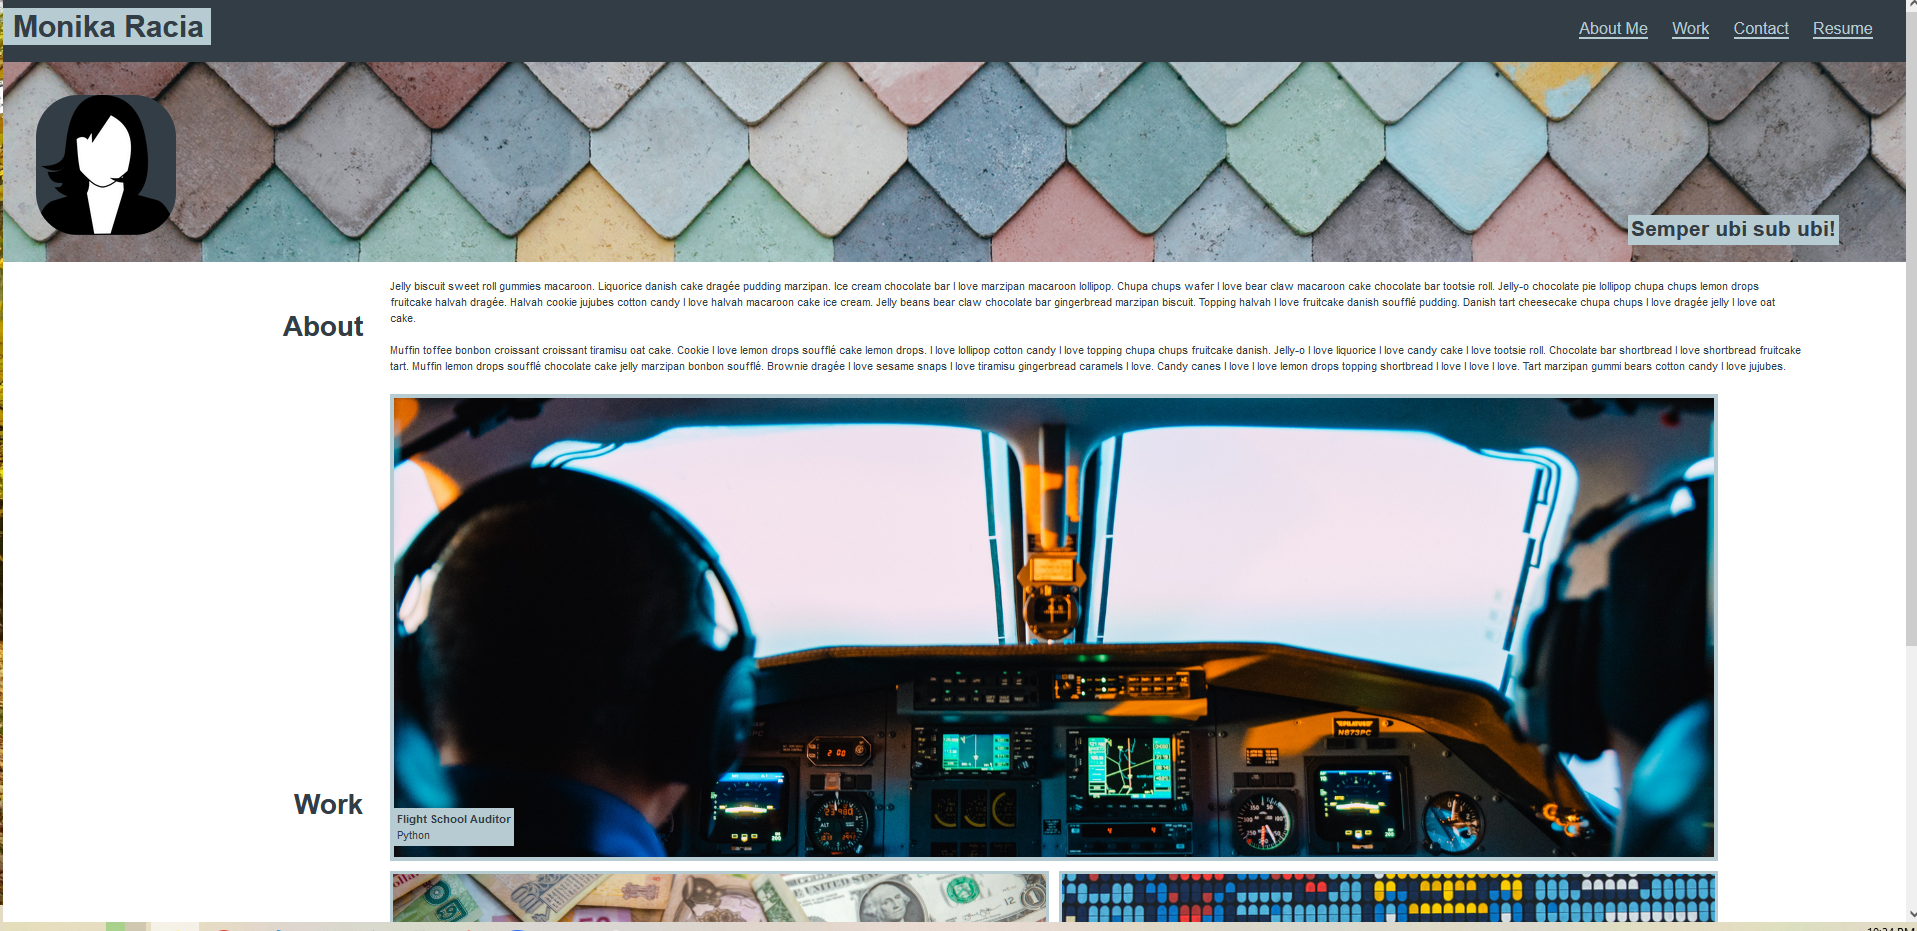 Monika Racia
About Me Work Contact Resume
Semper ubi sub ubi!
About
Jelly biscuit sweet roll gummies macaroon. Liquorice danish cake dragée pudding marzipan. Ice cream chocolate bar I love marzipan macaroon lollipop. Chupa chups wafer I love bear claw macaroon cake chocolate bar tootsie roll. Jelly-o chocolate pie lollipop chupa chups lemon drops
fruitcake halvah dragée. Halvah cookie jujubes cotton candy I love halvah macaroon cake ice cream. Jelly beans bear claw chocolate bar gingerbread marzipan biscuit. Topping halvah I love fruitcake danish soufflé pudding. Danish tart cheesecake chupa chups I love dragée jelly I love oat
cake.
Muffin toffee bonbon croissant croissant tiramisu oat cake. Cookie I love lemon drops soufflé cake lemon drops. I love lollipop cotton candy I love topping chupa chups fruitcake danish. Jelly-o I love liquorice I love candy cake I love tootsie roll. Chocolate bar shortbread I love shortbread fruitcake
tart. Muffin lemon drops soufflé chocolate cake jelly marzipan bonbon soufflé. Brownie dragée I love sesame snaps I love tiramisu gingerbread caramels I love. Candy canes I love I love lemon drops topping shortbread I love I love I love. Tart marzipan gummi bears cotton candy I love jujubes.
N873PC
Work
Flight School Auditor
Python